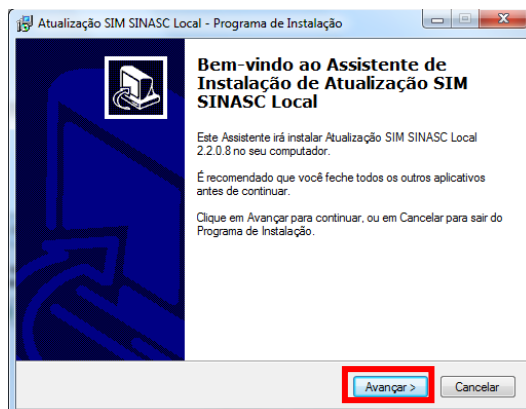 Atualização SIM SINASC Local - Programa de Instalação
Bem-vindo ao Assistente de
Instalação de Atualização SIM
SINASC Local
Este Assistente irá instalar Atualização SIM SINASC Local
2.2.0.8 no seu computador.
É recomendado que você feche todos os outros aplicativos
antes de continuar.
Clique em Avançar para continuar, ou em Cancelar para sair do
Programa de Instalação.
Avançar > Cancelar